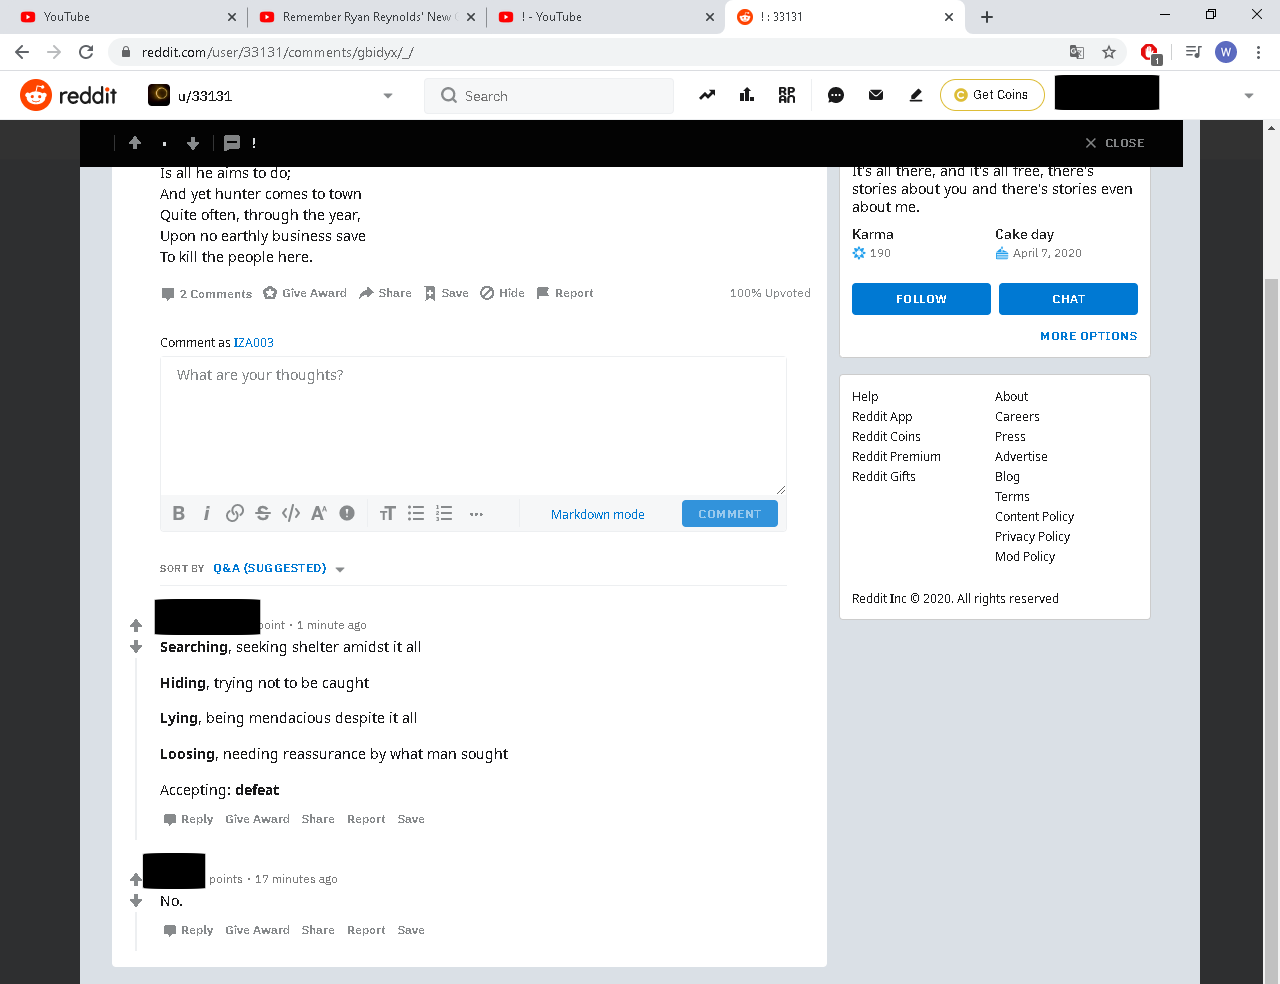 YouTube
Remember Ryan Reynolds' New
! - YouTube
! : 33131
reddit.com/user/33131/comments/gbidyx/_/
1
W
reddit
u/33131
Search
Get Coins
!
CLOSE
Is all he aims to do;
And yet hunter comes to town
Quite often, through the year,
Upon no earthly business save
To kill the people here.
2 Comments Give Award Share Save Hide Report 100% Upvoted
Comment as IZA003
What are your thoughts?
Markdown mode
COMMENT
SORT BY Q&A (SUGGESTED)
point · 1 minute ago
Searching, seeking shelter amidst it all
Hiding, trying not to be caught
Lying, being mendacious despite it all
Loosing, needing reassurance by what man sought
Accepting: defeat
Reply Give Award Share Report Save
points · 17 minutes ago
No.
Reply Give Award Share Report Save
It's all there, and it's all free, there's
stories about you and there's stories even
about me.
Karma Cake day
190 April 7, 2020
FOLLOW CHAT
MORE OPTIONS
Help About
Reddit App Careers
Reddit Coins Press
Reddit Premium Advertise
Reddit Gifts Blog
Terms
Content Policy
Privacy Policy
Mod Policy
Reddit Inc © 2020. All rights reserved